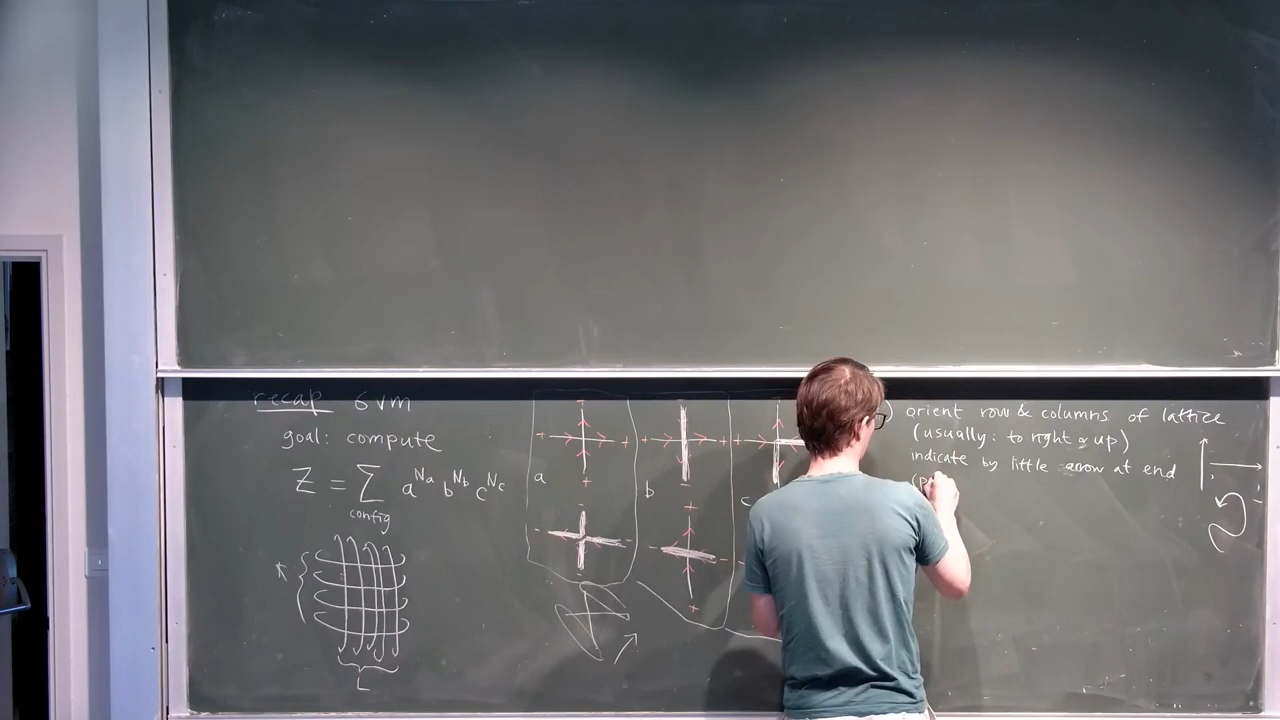 recap 6vm
goal: compute
Z = ∑ a^Na b^Nb c^Nc
config
K
L
a
b
c
) orient row & columns of lattice
(usually: to right & up)
indicate by little arrow at end